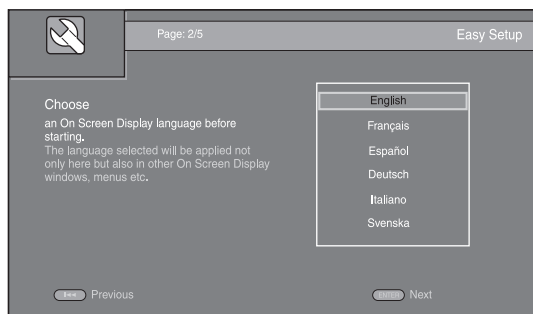 Page: 2/5
Easy Setup
Choose
an On Screen Display language before
starting.
The language selected will be applied not
only here but also in other On Screen Display
windows, menus etc.
English
Français
Español
Deutsch
Italiano
Svenska
Previous
ENTER Next